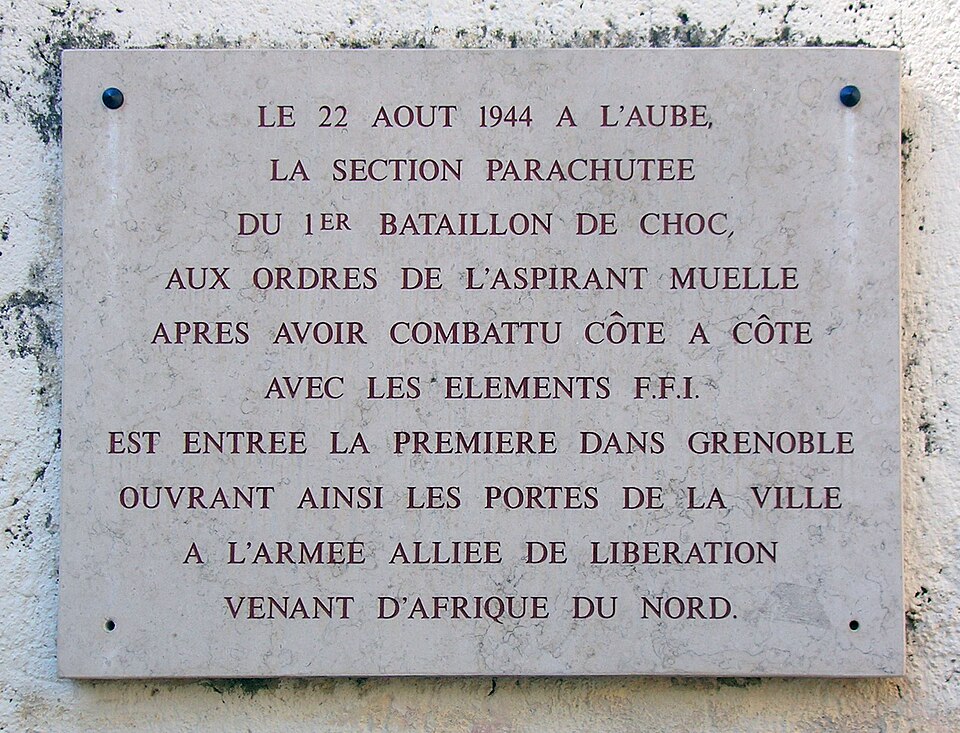 LE 22 AOUT 1944 A L'AUBE,
LA SECTION PARACHUTEE
DU 1ER BATAILLON DE CHOC,
AUX ORDRES DE L'ASPIRANT MUELLE
APRES AVOIR COMBATTU CÔTE A CÔTE
AVEC LES ELEMENTS F.F.I.
EST ENTREE LA PREMIERE DANS GRENOBLE
OUVRANT AINSI LES PORTES DE LA VILLE
A L'ARMEE ALLIEE DE LIBERATION
VENANT D'AFRIQUE DU NORD.